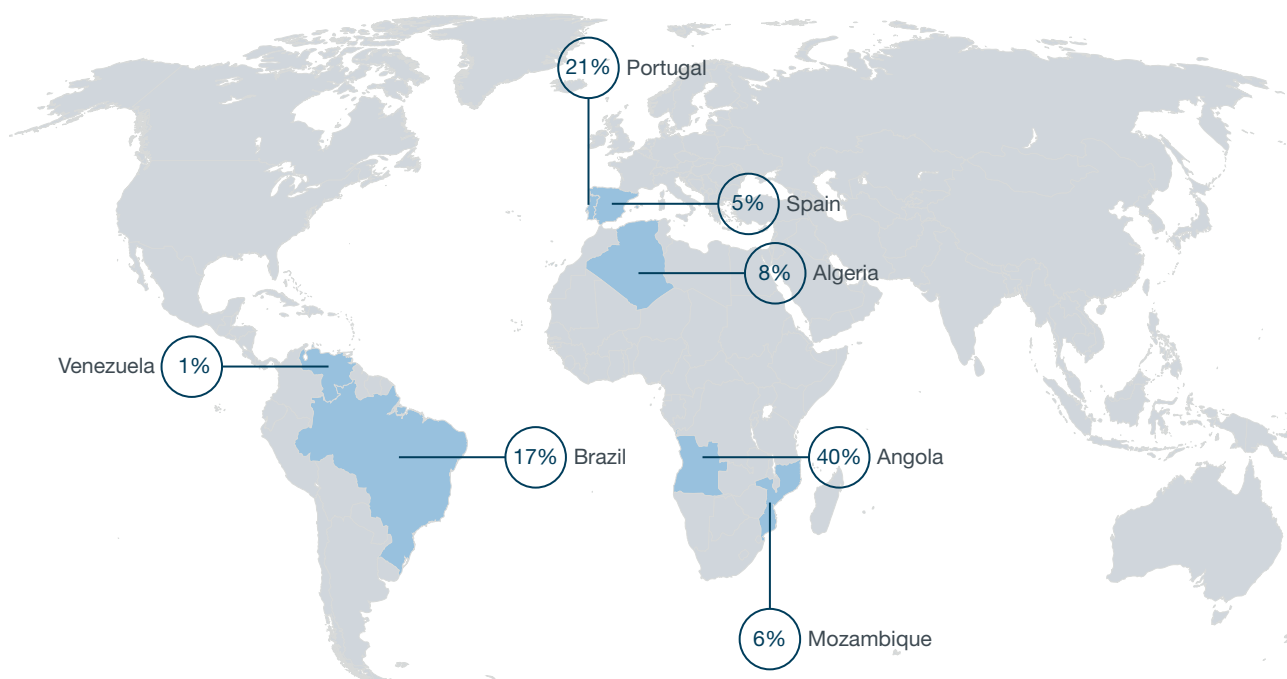 21% Portugal
5% Spain
8% Algeria
Venezuela 1%
17% Brazil
40% Angola
6% Mozambique